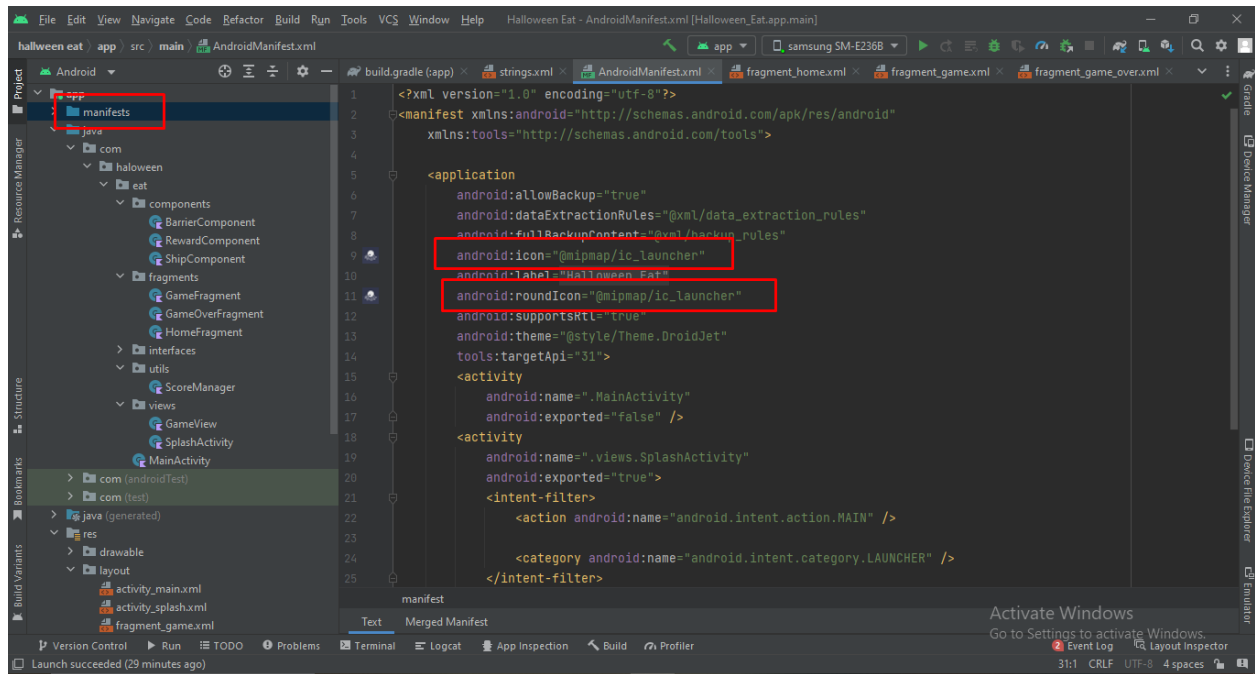 File Edit View Navigate Code Refactor Build Run Tools VCS Window Help Halloween Eat - AndroidManifest.xml [Halloween_Eat.app.main]
hallween eat app src main AndroidManifest.xml
app samsung SM-E236B
Android
build.gradle (:app) strings.xml AndroidManifest.xml fragment_home.xml fragment_game.xml fragment_game_over.xml
Project
Resource Manager
Structure
Bookmarks
Build Variants
app
manifests
java
com
haloween
eat
components
BarrierComponent
RewardComponent
ShipComponent
fragments
GameFragment
GameOverFragment
HomeFragment
interfaces
utils
ScoreManager
views
GameView
SplashActivity
MainActivity
com (androidTest)
com (test)
java (generated)
res
drawable
layout
activity_main.xml
activity_splash.xml
fragment_game.xml
1 <?xml version="1.0" encoding="utf-8"?>
2 <manifest xmlns:android="http://schemas.android.com/apk/res/android"
3 xmlns:tools="http://schemas.android.com/tools">
4
5 <application
6 android:allowBackup="true"
7 android:dataExtractionRules="@xml/data_extraction_rules"
8 android:fullBackupContent="@xml/backup_rules"
9 android:icon="@mipmap/ic_launcher"
10 android:label="Halloween Eat"
11 android:roundIcon="@mipmap/ic_launcher"
12 android:supportsRtl="true"
13 android:theme="@style/Theme.DroidJet"
14 tools:targetApi="31">
15 <activity
16 android:name=".MainActivity"
17 android:exported="false" />
18 <activity
19 android:name=".views.SplashActivity"
20 android:exported="true">
21 <intent-filter>
22 <action android:name="android.intent.action.MAIN" />
23
24 <category android:name="android.intent.category.LAUNCHER" />
25 </intent-filter>
manifest
Text Merged Manifest
Gradle
Device Manager
Device File Explorer
Emulator
Activate Windows
Go to Settings to activate Windows.
Version Control Run TODO Problems Terminal Logcat App Inspection Build Profiler 2 Event Log Layout Inspector
Launch succeeded (29 minutes ago) 31:1 CRLF UTF-8 4 spaces